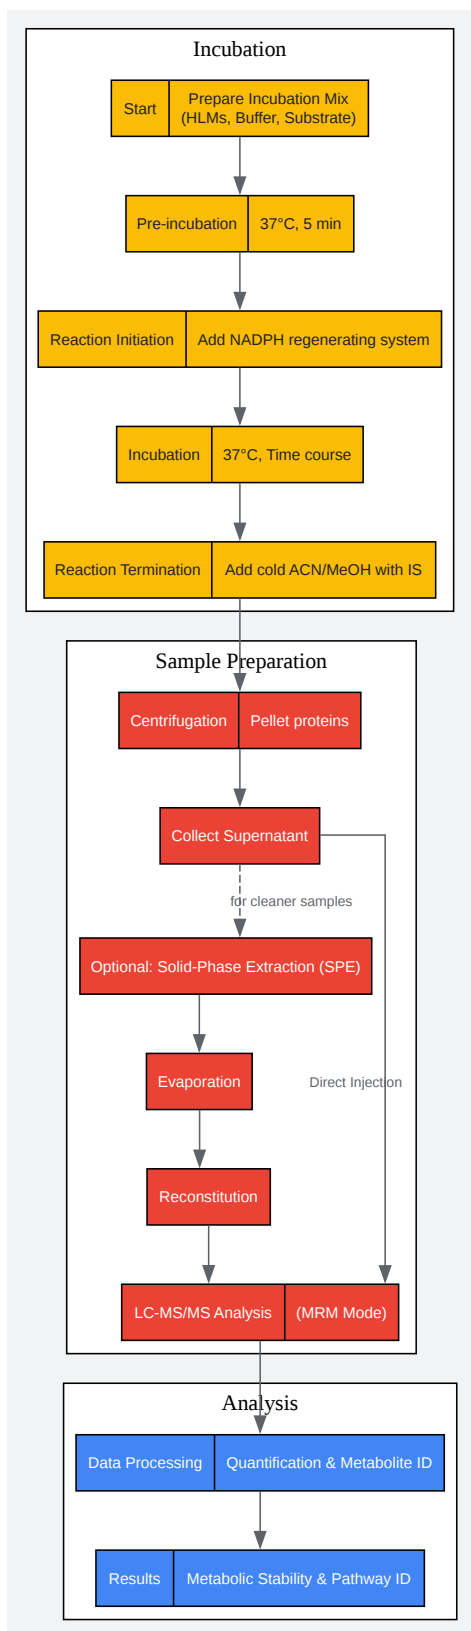 Incubation
Start
Prepare Incubation Mix
(HLMs, Buffer, Substrate)
Pre-incubation
37°C, 5 min
Reaction Initiation
Add NADPH regenerating system
Incubation
37°C, Time course
Reaction Termination
Add cold ACN/MeOH with IS
Sample Preparation
Centrifugation
Pellet proteins
Collect Supernatant
for cleaner samples
Optional: Solid-Phase Extraction (SPE)
Evaporation
Direct Injection
Reconstitution
LC-MS/MS Analysis
(MRM Mode)
Analysis
Data Processing
Quantification & Metabolite ID
Results
Metabolic Stability & Pathway ID